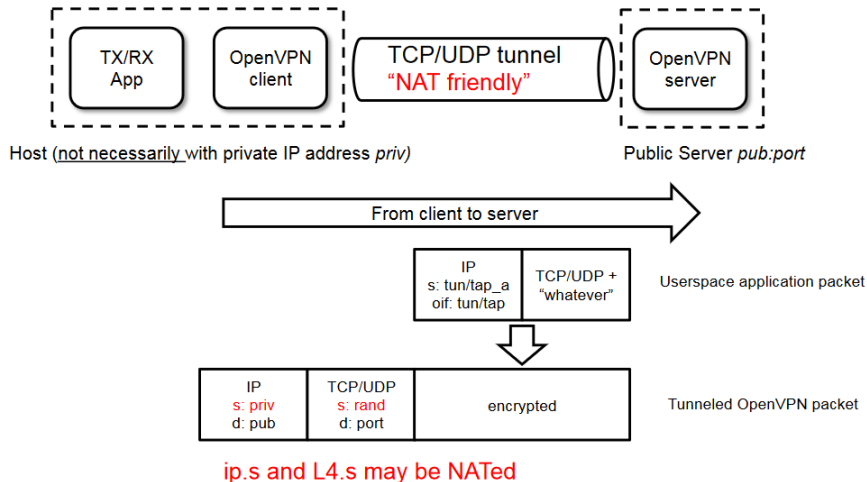 TX/RX
App
OpenVPN
client
TCP/UDP tunnel
“NAT friendly”
OpenVPN
server
Host (not necessarily with private IP address priv)
Public Server pub:port
From client to server
IP
s: tun/tap_a
oif: tun/tap
TCP/UDP +
“whatever”
Userspace application packet
IP
s: priv
d: pub
TCP/UDP
s: rand
d: port
encrypted
Tunneled OpenVPN packet
ip.s and L4.s may be NATed